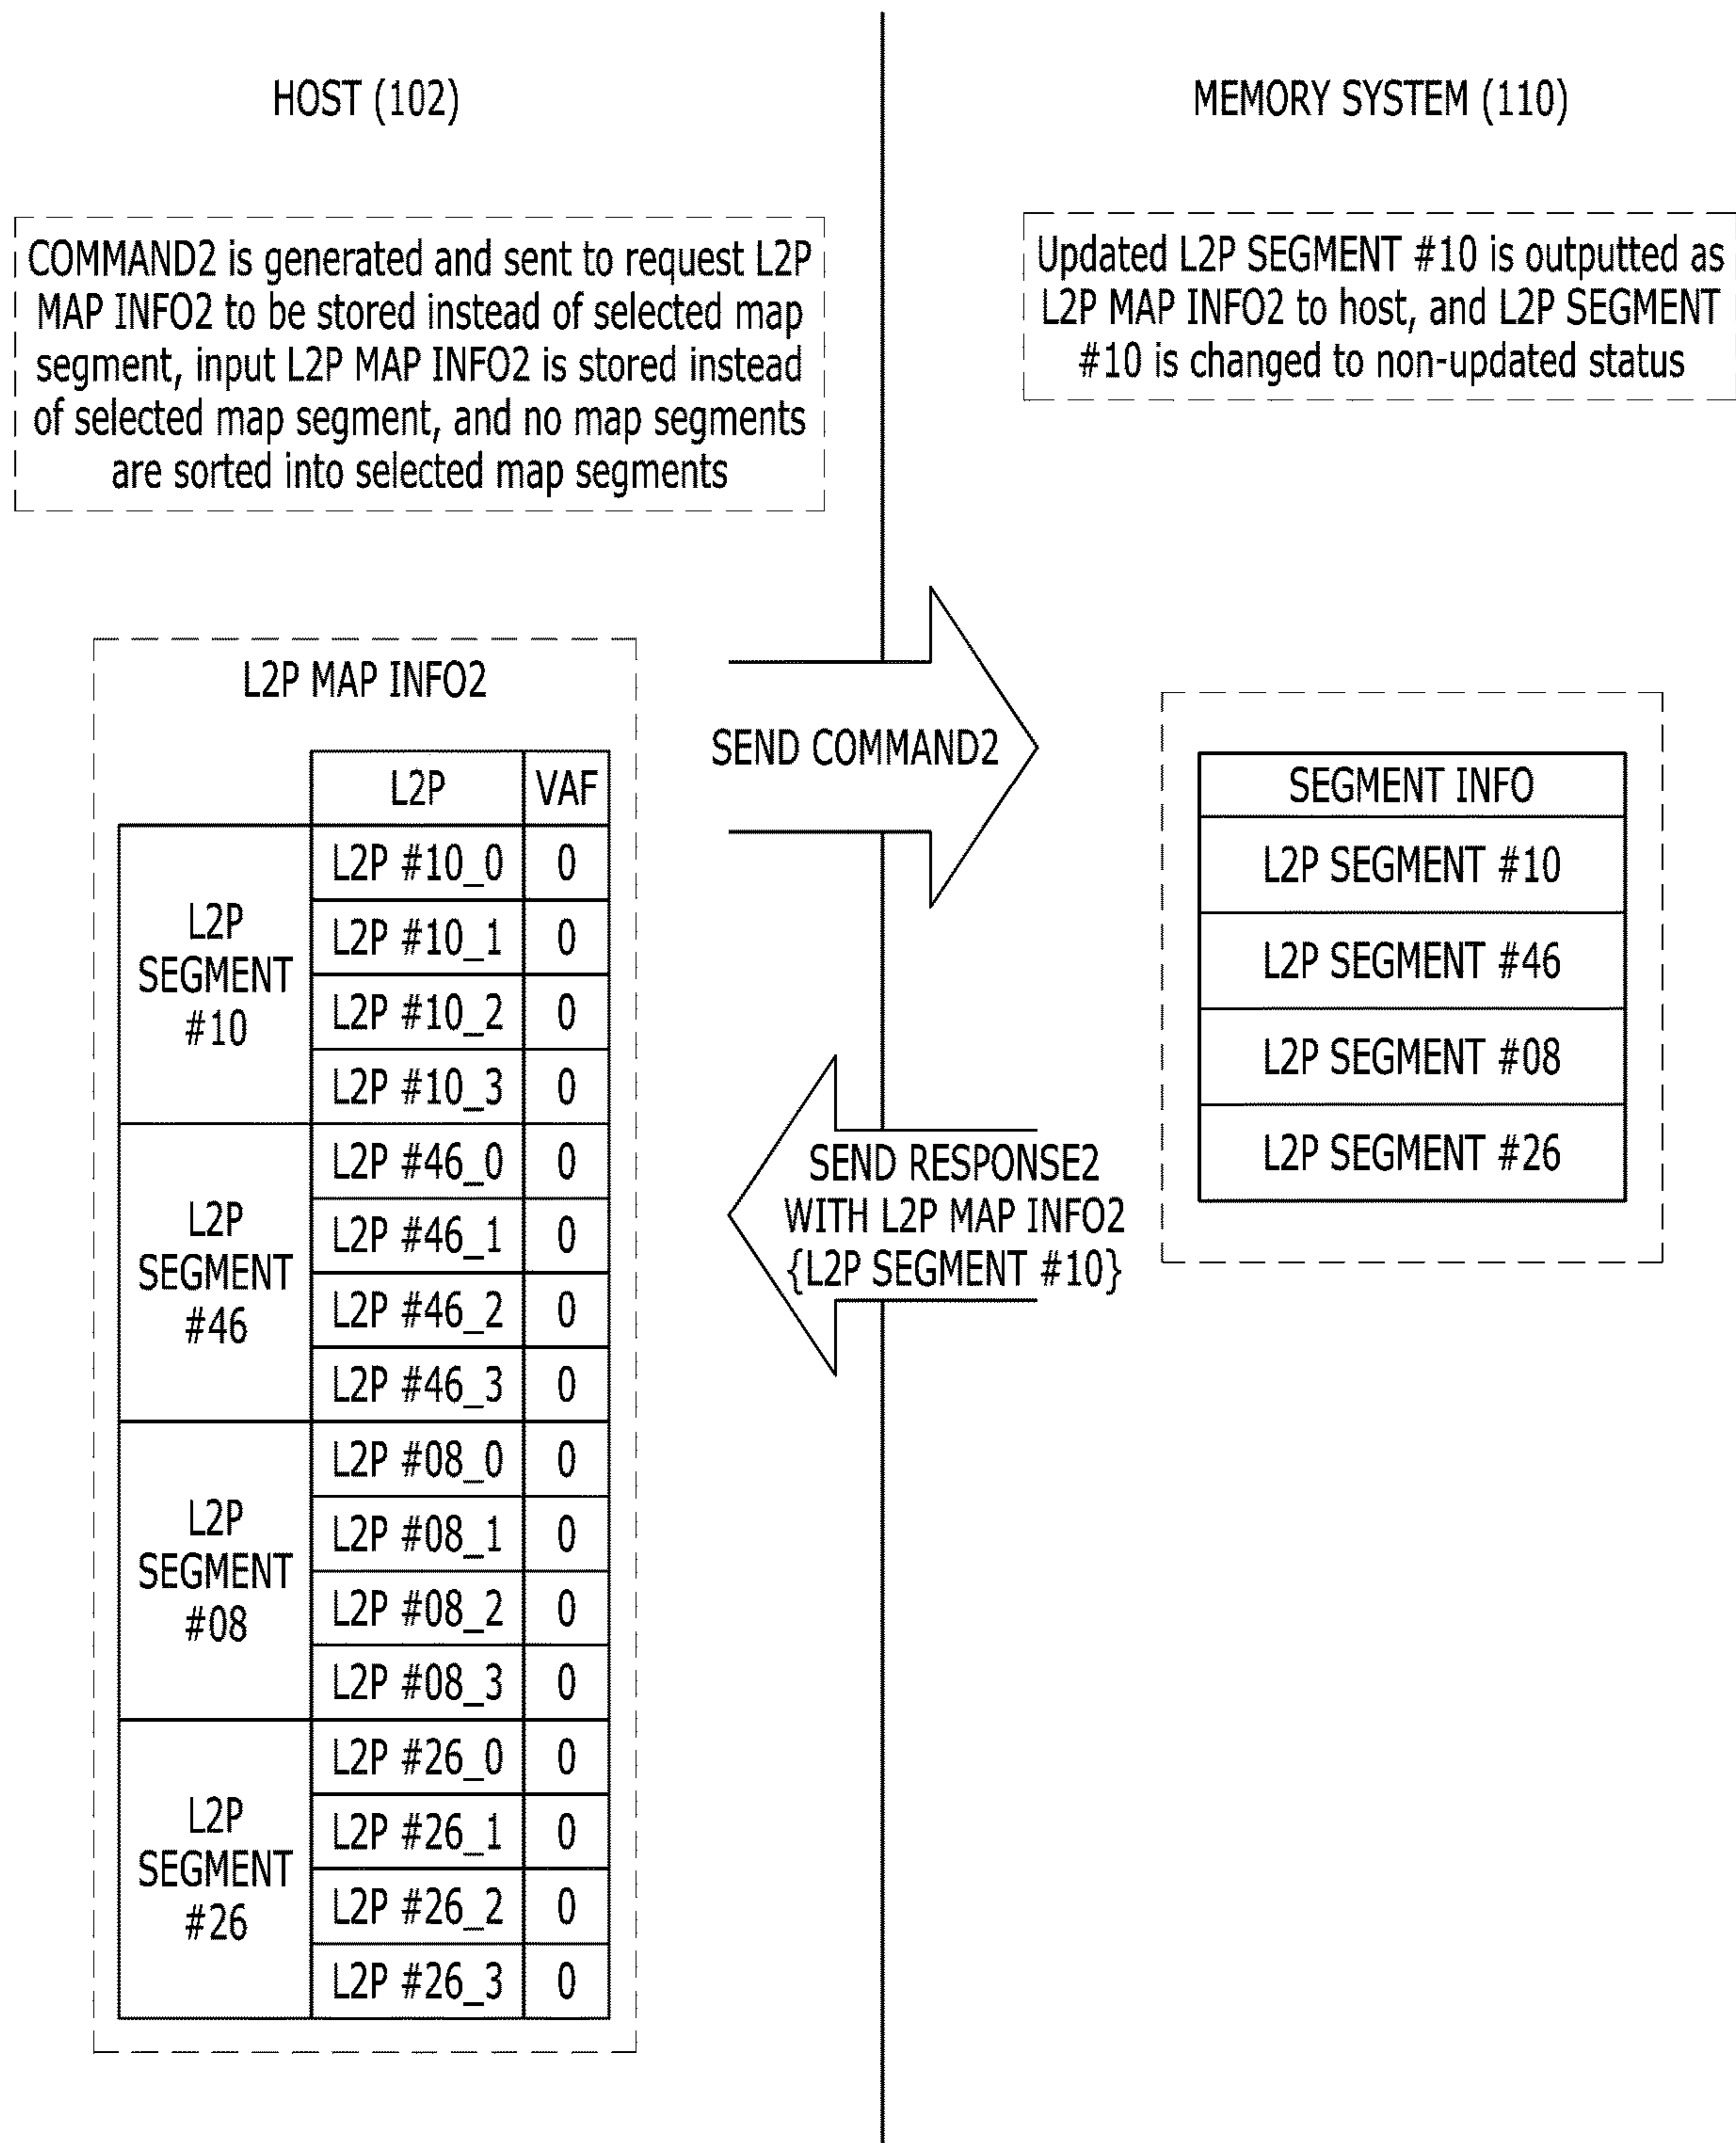 HOST (102)
MEMORY SYSTEM (110)
COMMAND2 is generated and sent to request L2P
MAP INFO2 to be stored instead of selected map
segment, input L2P MAP INFO2 is stored instead
of selected map segment, and no map segments
are sorted into selected map segments
Updated L2P SEGMENT #10 is outputted as
L2P MAP INFO2 to host, and L2P SEGMENT
#10 is changed to non-updated status
L2P MAP INFO2
L2P VAF
L2P
SEGMENT
#10
L2P #10_0 0
L2P #10_1 0
L2P #10_2 0
L2P #10_3 0
L2P
SEGMENT
#46
L2P #46_0 0
L2P #46_1 0
L2P #46_2 0
L2P #46_3 0
L2P
SEGMENT
#08
L2P #08_0 0
L2P #08_1 0
L2P #08_2 0
L2P #08_3 0
L2P
SEGMENT
#26
L2P #26_0 0
L2P #26_1 0
L2P #26_2 0
L2P #26_3 0
SEND COMMAND2
SEND RESPONSE2
WITH L2P MAP INFO2
{L2P SEGMENT #10}
SEGMENT INFO
L2P SEGMENT #10
L2P SEGMENT #46
L2P SEGMENT #08
L2P SEGMENT #26